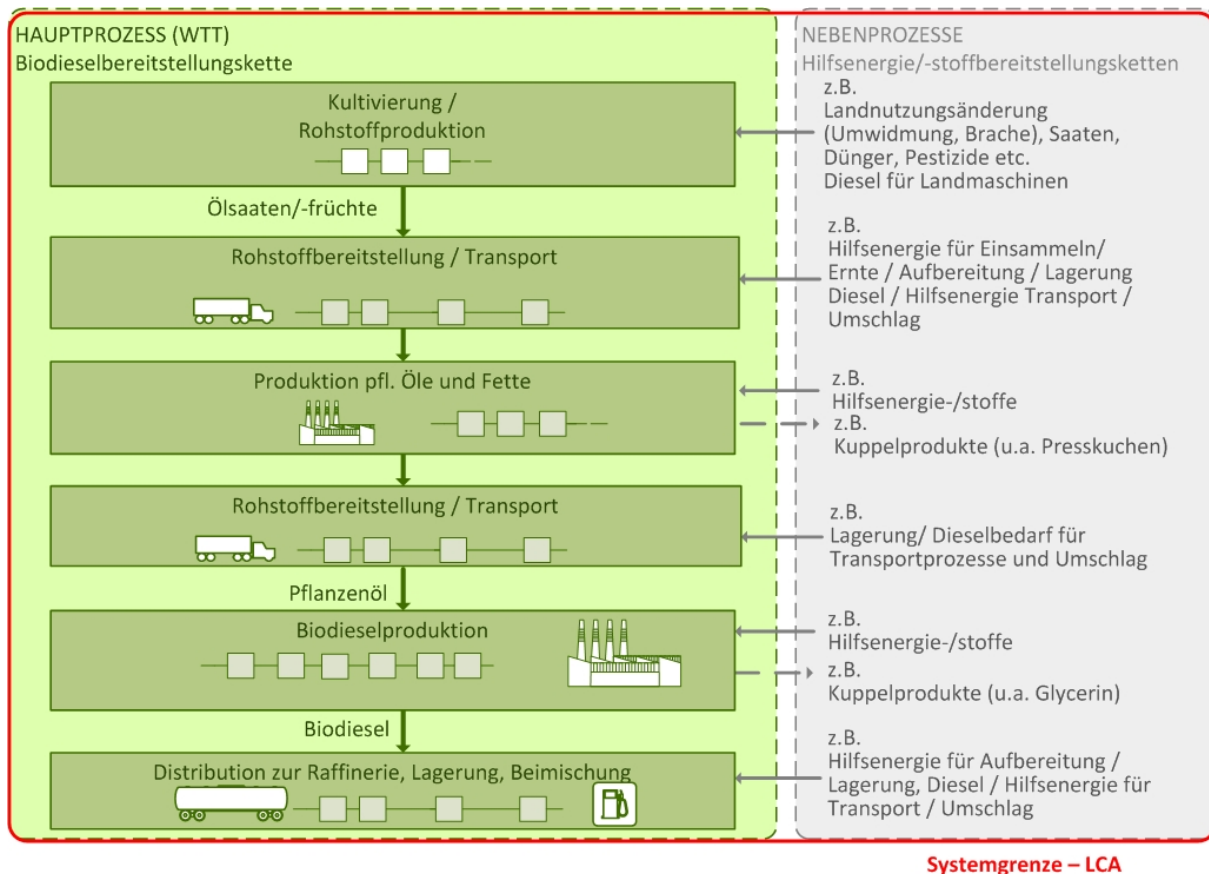 HAUPTPROZESS (WTT)
Biodieselbereitstellungskette
Kultivierung /
Rohstoffproduktion
Ölsaaten/-früchte
Rohstoffbereitstellung / Transport
Produktion pfl. Öle und Fette
Rohstoffbereitstellung / Transport
Pflanzenöl
Biodieselproduktion
Biodiesel
Distribution zur Raffinerie, Lagerung, Beimischung
NEBENPROZESSE
Hilfsenergie/-stoffbereitstellungsketten
z.B.
Landnutzungsänderung
(Umwidmung, Brache), Saaten,
Dünger, Pestizide etc.
Diesel für Landmaschinen
z.B.
Hilfsenergie für Einsammeln/
Ernte / Aufbereitung / Lagerung
Diesel / Hilfsenergie Transport /
Umschlag
z.B.
Hilfsenergie-/stoffe
z.B.
Kuppelprodukte (u.a. Presskuchen)
z.B.
Lagerung/ Dieselbedarf für
Transportprozesse und Umschlag
z.B.
Hilfsenergie-/stoffe
z.B.
Kuppelprodukte (u.a. Glycerin)
z.B.
Hilfsenergie für Aufbereitung /
Lagerung, Diesel / Hilfsenergie für
Transport / Umschlag
Systemgrenze – LCA